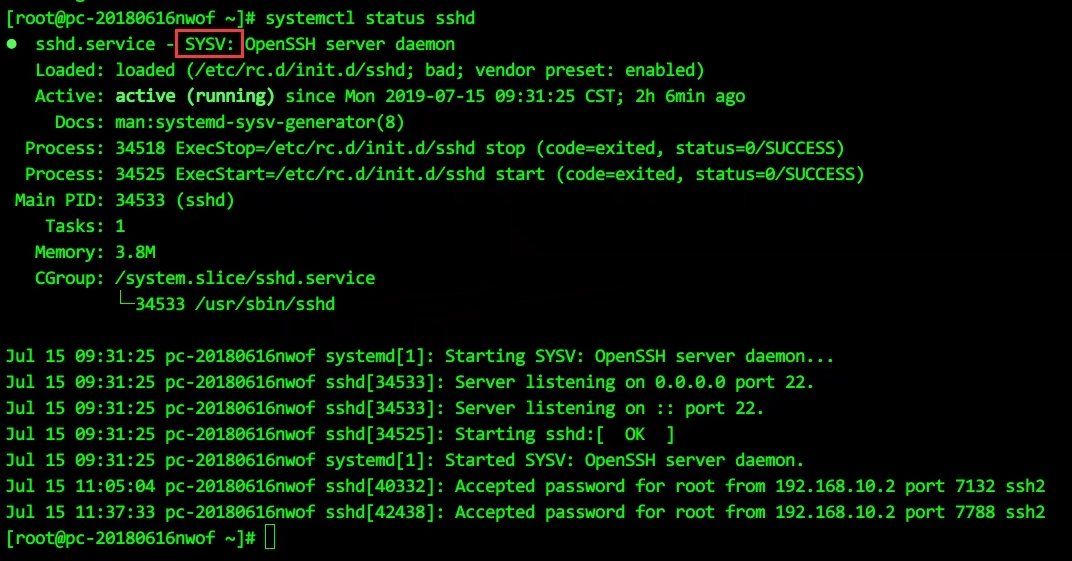 [root@pc-20180616nwof ~]# systemctl status sshd
● sshd.service - SYSV: OpenSSH server daemon
Loaded: loaded (/etc/rc.d/init.d/sshd; bad; vendor preset: enabled)
Active: active (running) since Mon 2019-07-15 09:31:25 CST; 2h 6min ago
Docs: man:systemd-sysv-generator(8)
Process: 34518 ExecStop=/etc/rc.d/init.d/sshd stop (code=exited, status=0/SUCCESS)
Process: 34525 ExecStart=/etc/rc.d/init.d/sshd start (code=exited, status=0/SUCCESS)
Main PID: 34533 (sshd)
Tasks: 1
Memory: 3.8M
CGroup: /system.slice/sshd.service
└─34533 /usr/sbin/sshd
Jul 15 09:31:25 pc-20180616nwof systemd[1]: Starting SYSV: OpenSSH server daemon...
Jul 15 09:31:25 pc-20180616nwof sshd[34533]: Server listening on 0.0.0.0 port 22.
Jul 15 09:31:25 pc-20180616nwof sshd[34533]: Server listening on :: port 22.
Jul 15 09:31:25 pc-20180616nwof sshd[34525]: Starting sshd:[  OK  ]
Jul 15 09:31:25 pc-20180616nwof systemd[1]: Started SYSV: OpenSSH server daemon.
Jul 15 11:05:04 pc-20180616nwof sshd[40332]: Accepted password for root from 192.168.10.2 port 7132 ssh2
Jul 15 11:37:33 pc-20180616nwof sshd[42438]: Accepted password for root from 192.168.10.2 port 7788 ssh2
[root@pc-20180616nwof ~]#